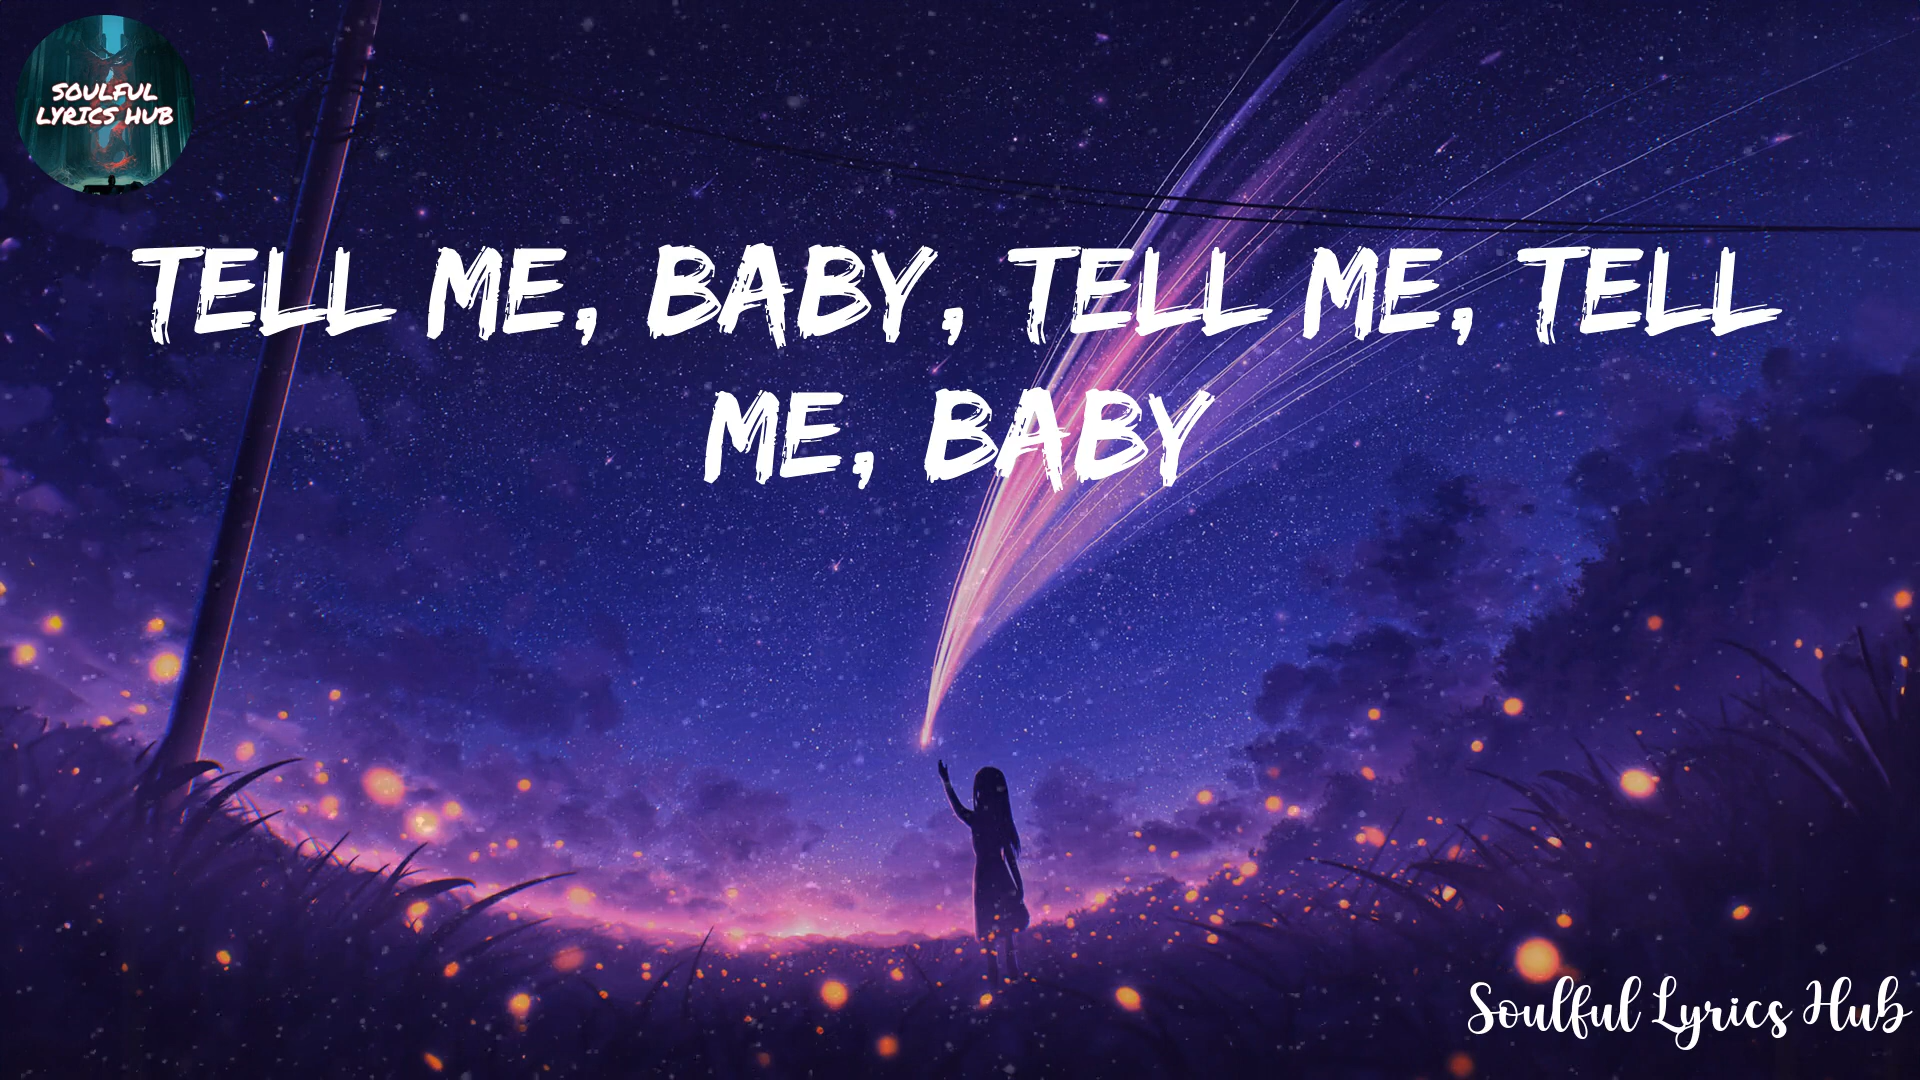 SOULFUL
LYRICS HUB
TELL ME, BABY, TELL ME, TELL
ME, BABY
Soulful Lyrics Hub